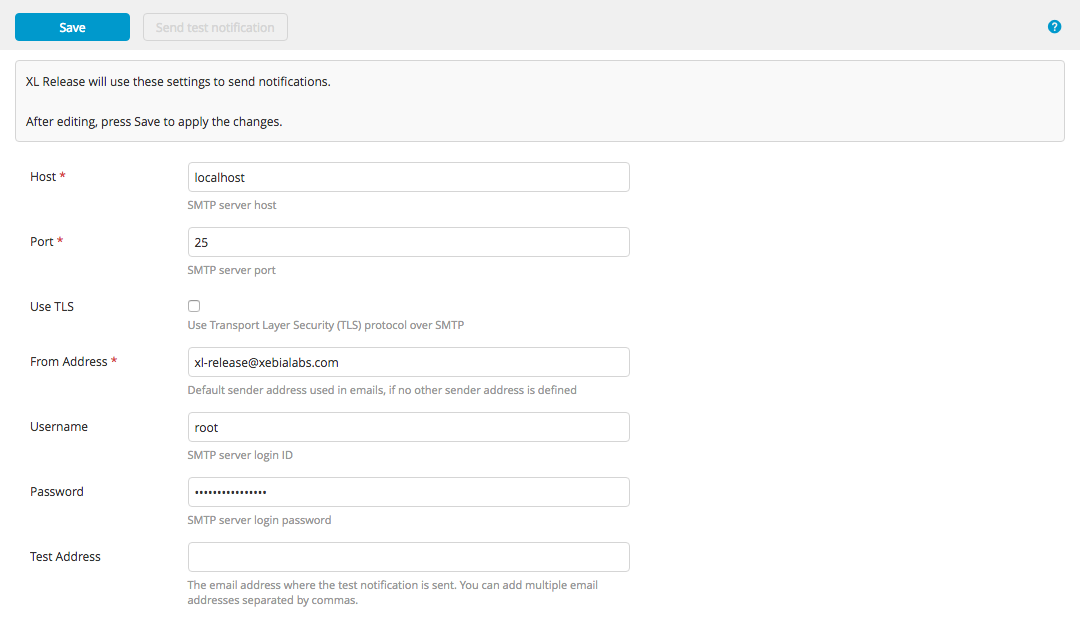 Save
Send test notification
?
XL Release will use these settings to send notifications.
After editing, press Save to apply the changes.
Host *
localhost
SMTP server host
Port *
25
SMTP server port
Use TLS
Use Transport Layer Security (TLS) protocol over SMTP
From Address *
xl-release@xebialabs.com
Default sender address used in emails, if no other sender address is defined
Username
root
SMTP server login ID
Password
••••••••••••••••
SMTP server login password
Test Address
The email address where the test notification is sent. You can add multiple email
addresses separated by commas.